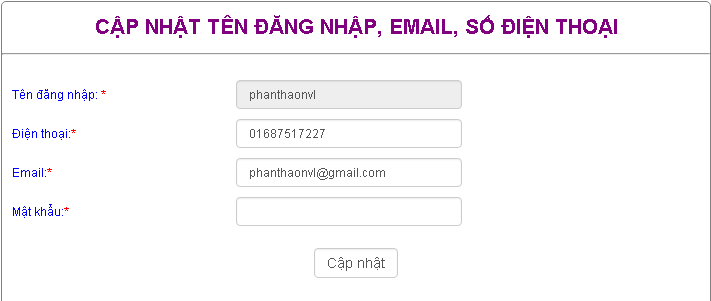 CẬP NHẬT TÊN ĐĂNG NHẬP, EMAIL, SỐ ĐIỆN THOẠI
Tên đăng nhập: * phanthaonvl
Điện thoại:* 01687517227
Email:* phanthaonvl@gmail.com
Mật khẩu:*
Cập nhật